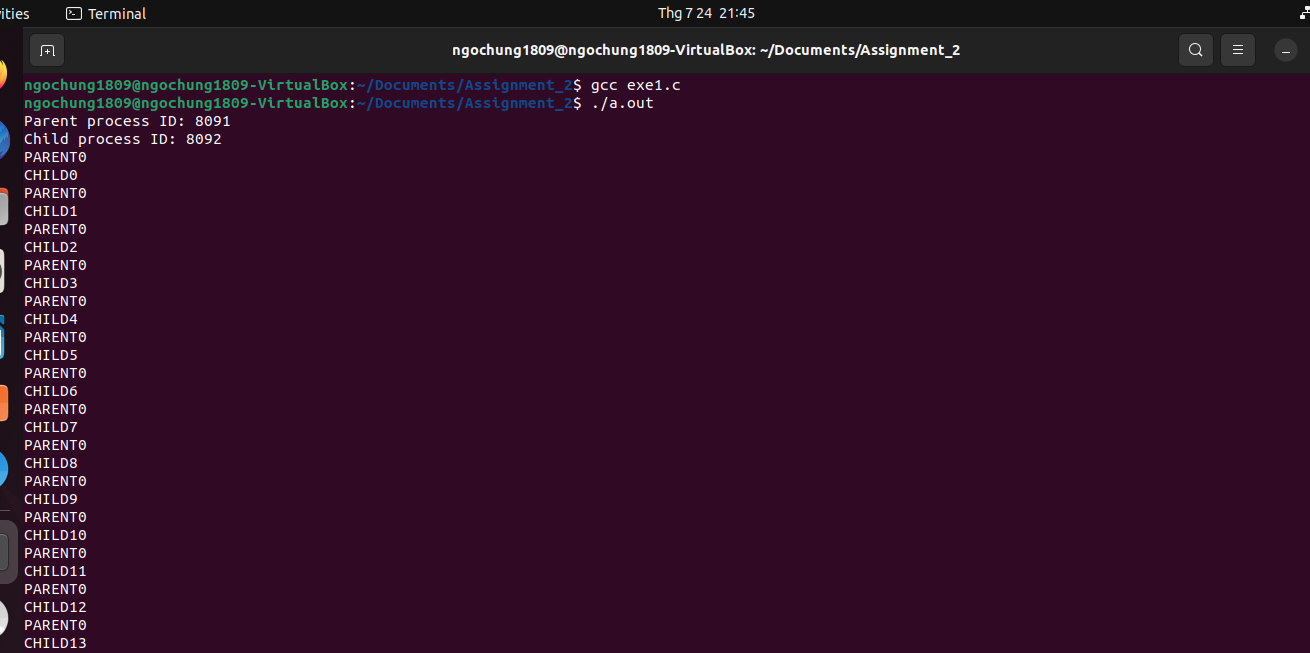 ities Terminal Thg 7 24 21:45
ngochung1809@ngochung1809-VirtualBox: ~/Documents/Assignment_2
ngochung1809@ngochung1809-VirtualBox:~/Documents/Assignment_2$ gcc exe1.c
ngochung1809@ngochung1809-VirtualBox:~/Documents/Assignment_2$ ./a.out
Parent process ID: 8091
Child process ID: 8092
PARENT0
CHILD0
PARENT0
CHILD1
PARENT0
CHILD2
PARENT0
CHILD3
PARENT0
CHILD4
PARENT0
CHILD5
PARENT0
CHILD6
PARENT0
CHILD7
PARENT0
CHILD8
PARENT0
CHILD9
PARENT0
CHILD10
PARENT0
CHILD11
PARENT0
CHILD12
PARENT0
CHILD13